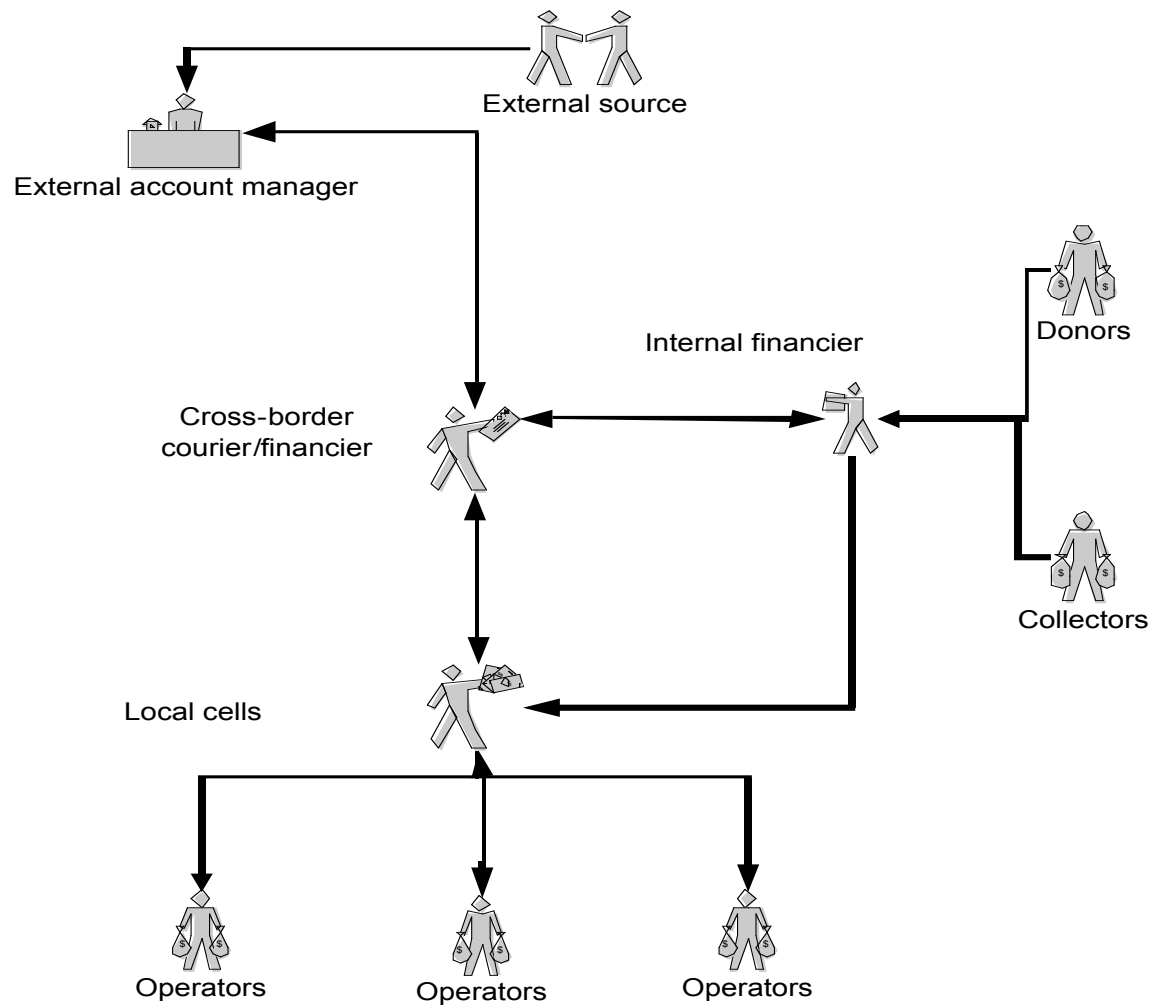 External source
External account manager
Donors
Internal financier
Cross-border
courier/financier
Collectors
Local cells
Operators
Operators
Operators
$
$
$
$
$
$
$
$
$
$